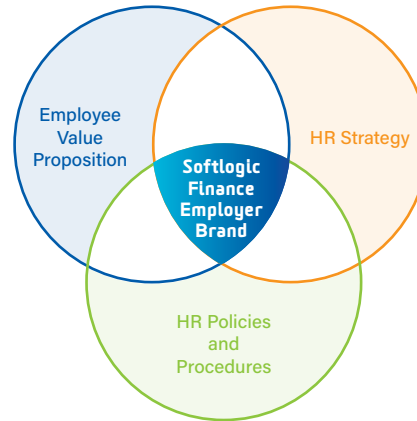 Employee
Value
Proposition
HR Strategy
Softlogic
Finance
Employer
Brand
HR Policies
and
Procedures